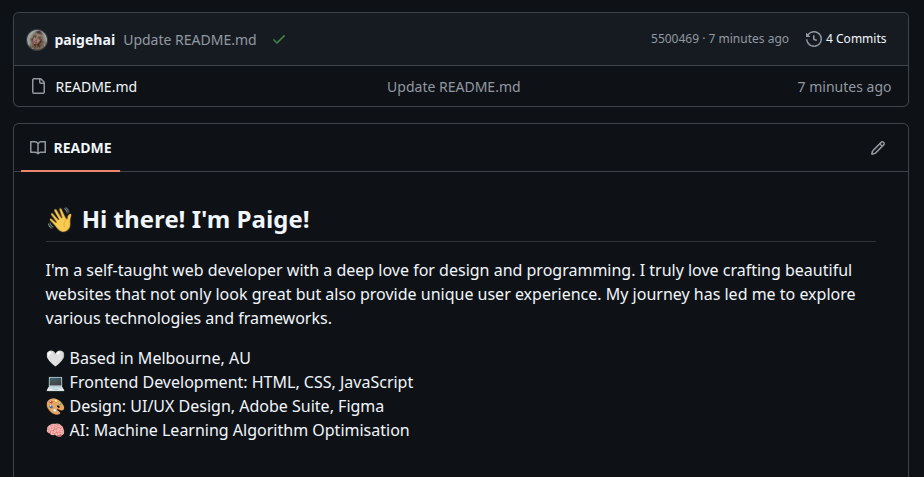 paigehai Update README.md 5500469 · 7 minutes ago 4 Commits
README.md Update README.md 7 minutes ago
README
👋 Hi there! I'm Paige!
I'm a self-taught web developer with a deep love for design and programming. I truly love crafting beautiful
websites that not only look great but also provide unique user experience. My journey has led me to explore
various technologies and frameworks.
🤍 Based in Melbourne, AU
💻 Frontend Development: HTML, CSS, JavaScript
🎨 Design: UI/UX Design, Adobe Suite, Figma
🧠 AI: Machine Learning Algorithm Optimisation